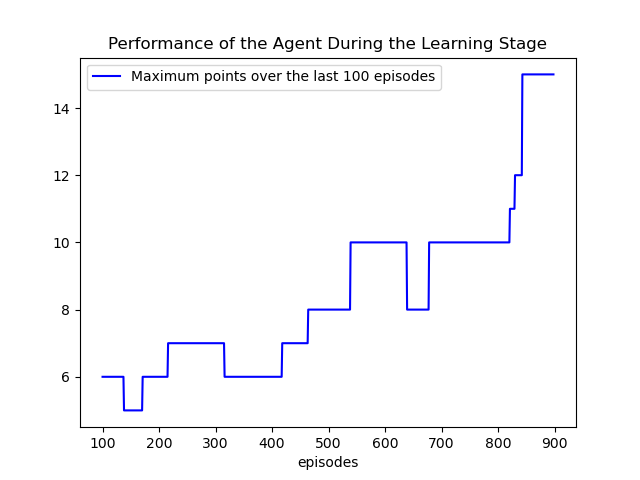 Performance of the Agent During the Learning Stage
Maximum points over the last 100 episodes
14
12
10
8
6
100 200 300 400 500 600 700 800 900
episodes